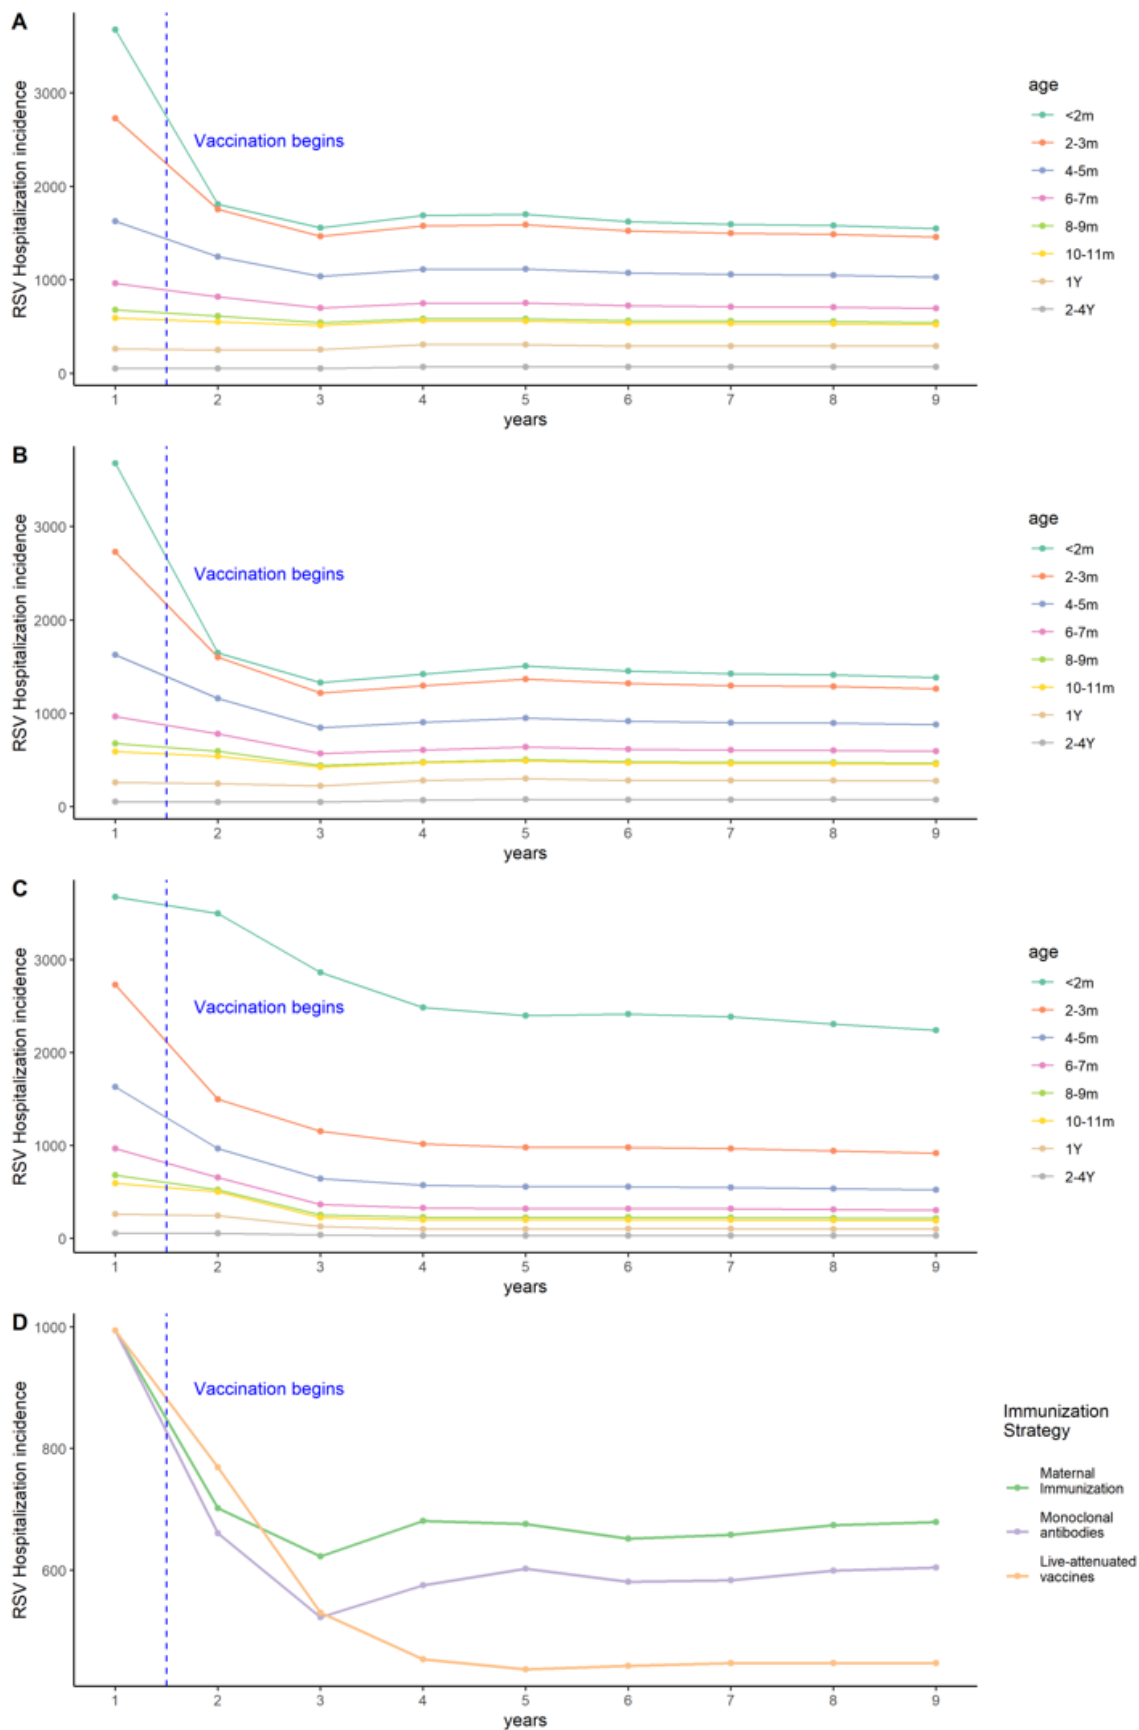 A
RSV Hospitalization incidence
3000
2000
1000
0
Vaccination begins
1 2 3 4 5 6 7 8 9
years
age
<2m
2-3m
4-5m
6-7m
8-9m
10-11m
1Y
2-4Y
B
RSV Hospitalization incidence
3000
2000
1000
0
Vaccination begins
1 2 3 4 5 6 7 8 9
years
age
<2m
2-3m
4-5m
6-7m
8-9m
10-11m
1Y
2-4Y
C
RSV Hospitalization incidence
3000
2000
1000
0
Vaccination begins
1 2 3 4 5 6 7 8 9
years
age
<2m
2-3m
4-5m
6-7m
8-9m
10-11m
1Y
2-4Y
D
RSV Hospitalization incidence
1000
800
600
Vaccination begins
1 2 3 4 5 6 7 8 9
years
Immunization
Strategy
Maternal
Immunization
Monoclonal
antibodies
Live-attenuated
vaccines